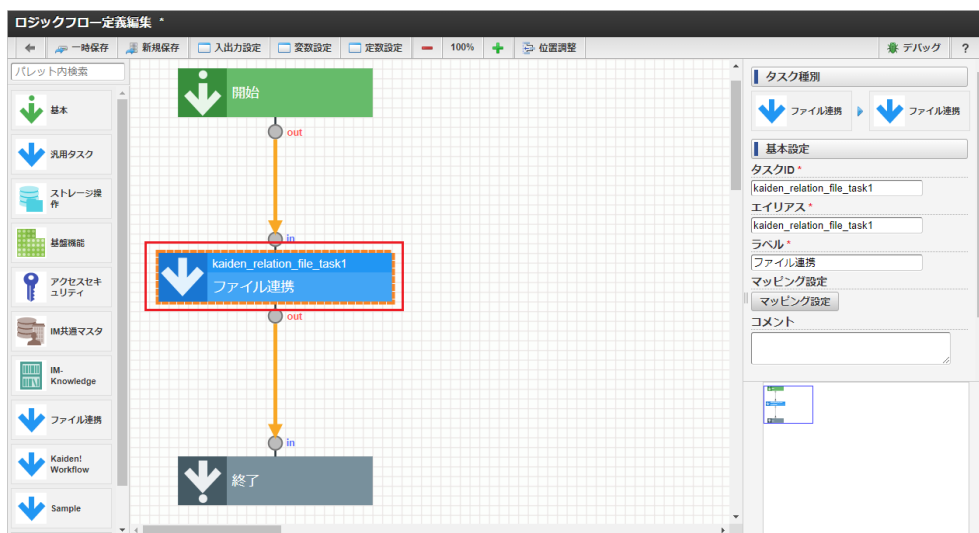 ロジックフロー定義編集 *
一時保存 新規保存 入出力設定 変数設定 定数設定 100% 位置調整 デバッグ ?
パレット内検索
基本
汎用タスク
ストレージ操
作
基盤機能
アクセスセキ
ュリティ
IM共通マスタ
IM-
Knowledge
ファイル連携
Kaiden!
Workflow
Sample
開始
out
in
kaiden_relation_file_task1
ファイル連携
out
in
終了
タスク種別
ファイル連携 ファイル連携
基本設定
タスクID *
kaiden_relation_file_task1
エイリアス *
kaiden_relation_file_task1
ラベル *
ファイル連携
マッピング設定
マッピング設定
コメント